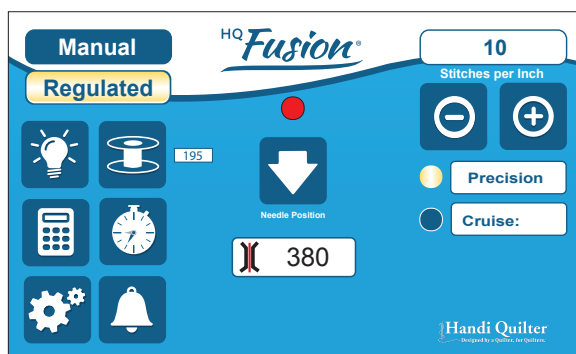 Manual
Regulated
HQ Fusion®
10
Stitches per Inch
195
Needle Position
380
Precision
Cruise:
Handi Quilter
Designed by a Quilter, for Quilters.